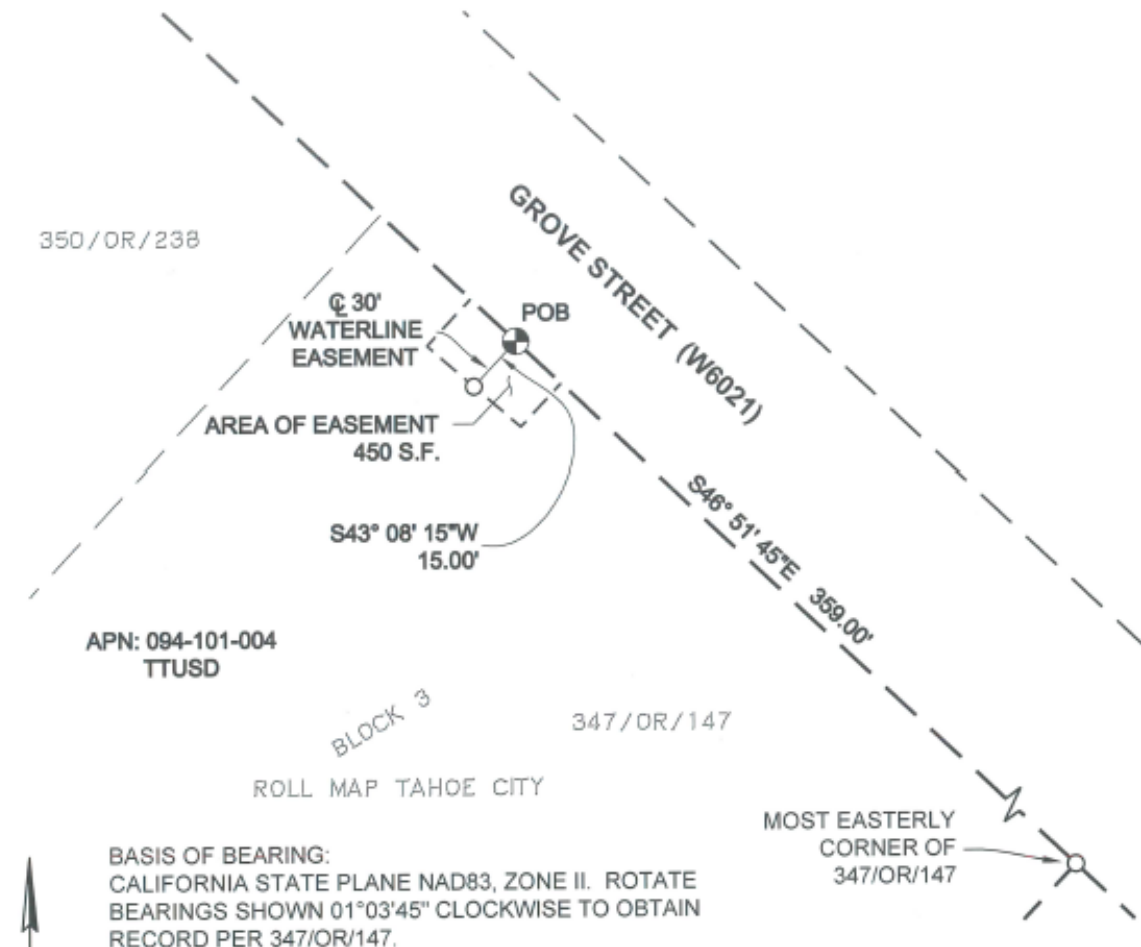 350/OR/238
GROVE STREET (W6021)
℄ 30'
WATERLINE
EASEMENT
POB
AREA OF EASEMENT
450 S.F.
S43° 08' 15"W
15.00'
S46° 51' 45"E 359.00'
APN: 094-101-004
TTUSD
BLOCK 3
347/OR/147
ROLL MAP TAHOE CITY
MOST EASTERLY
CORNER OF
347/OR/147
BASIS OF BEARING:
CALIFORNIA STATE PLANE NAD83, ZONE II. ROTATE
BEARINGS SHOWN 01°03'45" CLOCKWISE TO OBTAIN
RECORD PER 347/OR/147.